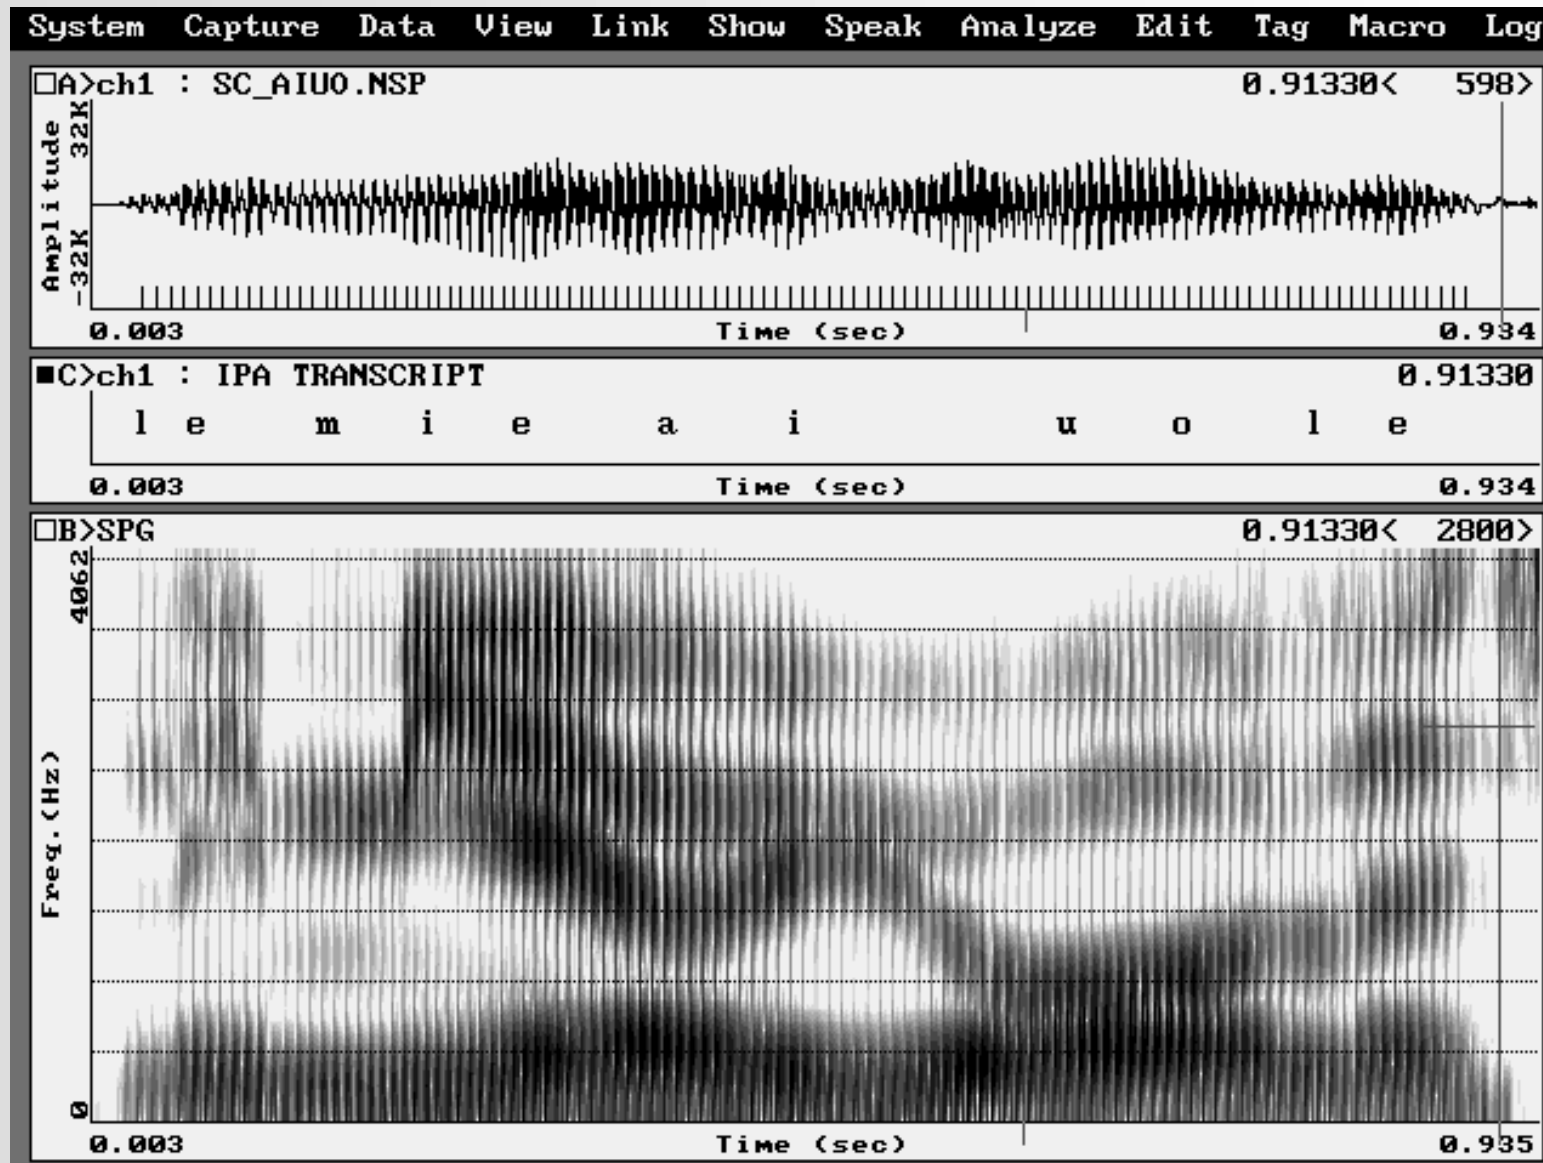 System Capture Data View Link Show Speak Analyze Edit Tag Macro Log
□A>ch1 : SC_AIUO.NSP 0.91330< 598>
Amplitude
-32K 32K
0.003 Time (sec) 0.934
■C>ch1 : IPA TRANSCRIPT 0.91330
l e m i e a i u o l e
0.003 Time (sec) 0.934
□B>SPG 0.91330< 2800>
4062
Freq.(Hz)
0
0.003 Time (sec) 0.935